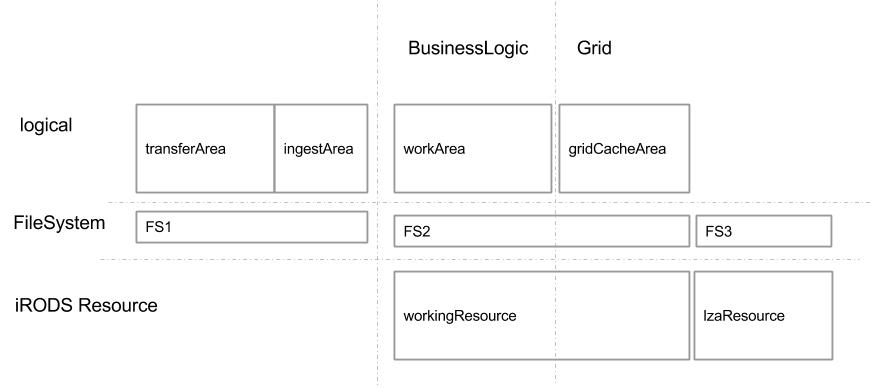 BusinessLogic
Grid
logical
transferArea
ingestArea
workArea
gridCacheArea
FileSystem
FS1
FS2
FS3
iRODS Resource
workingResource
lzaResource